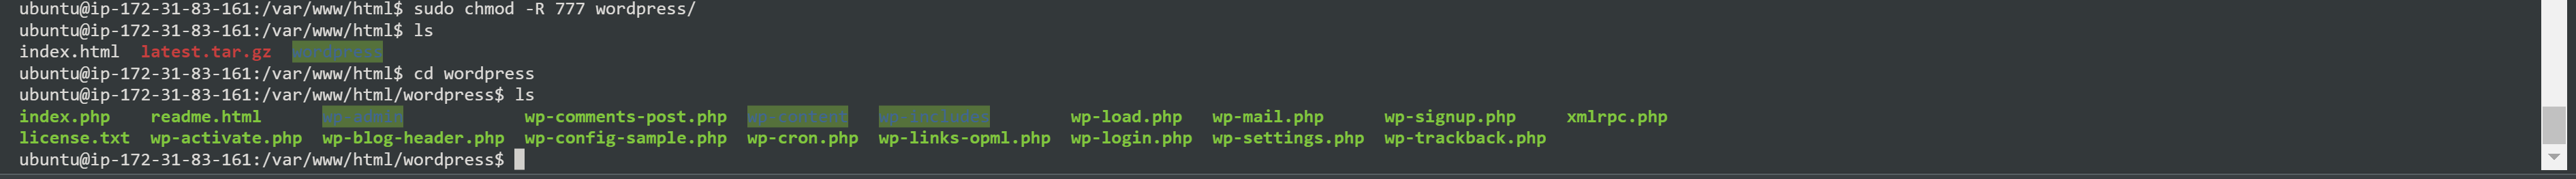 ubuntu@ip-172-31-83-161:/var/www/html$ sudo chmod -R 777 wordpress/
ubuntu@ip-172-31-83-161:/var/www/html$ ls
index.html  latest.tar.gz  wordpress
ubuntu@ip-172-31-83-161:/var/www/html$ cd wordpress
ubuntu@ip-172-31-83-161:/var/www/html/wordpress$ ls
index.php    readme.html      wp-admin            wp-comments-post.php  wp-content   wp-includes        wp-load.php   wp-mail.php      wp-signup.php     xmlrpc.php
license.txt  wp-activate.php  wp-blog-header.php  wp-config-sample.php  wp-cron.php  wp-links-opml.php  wp-login.php  wp-settings.php  wp-trackback.php
ubuntu@ip-172-31-83-161:/var/www/html/wordpress$